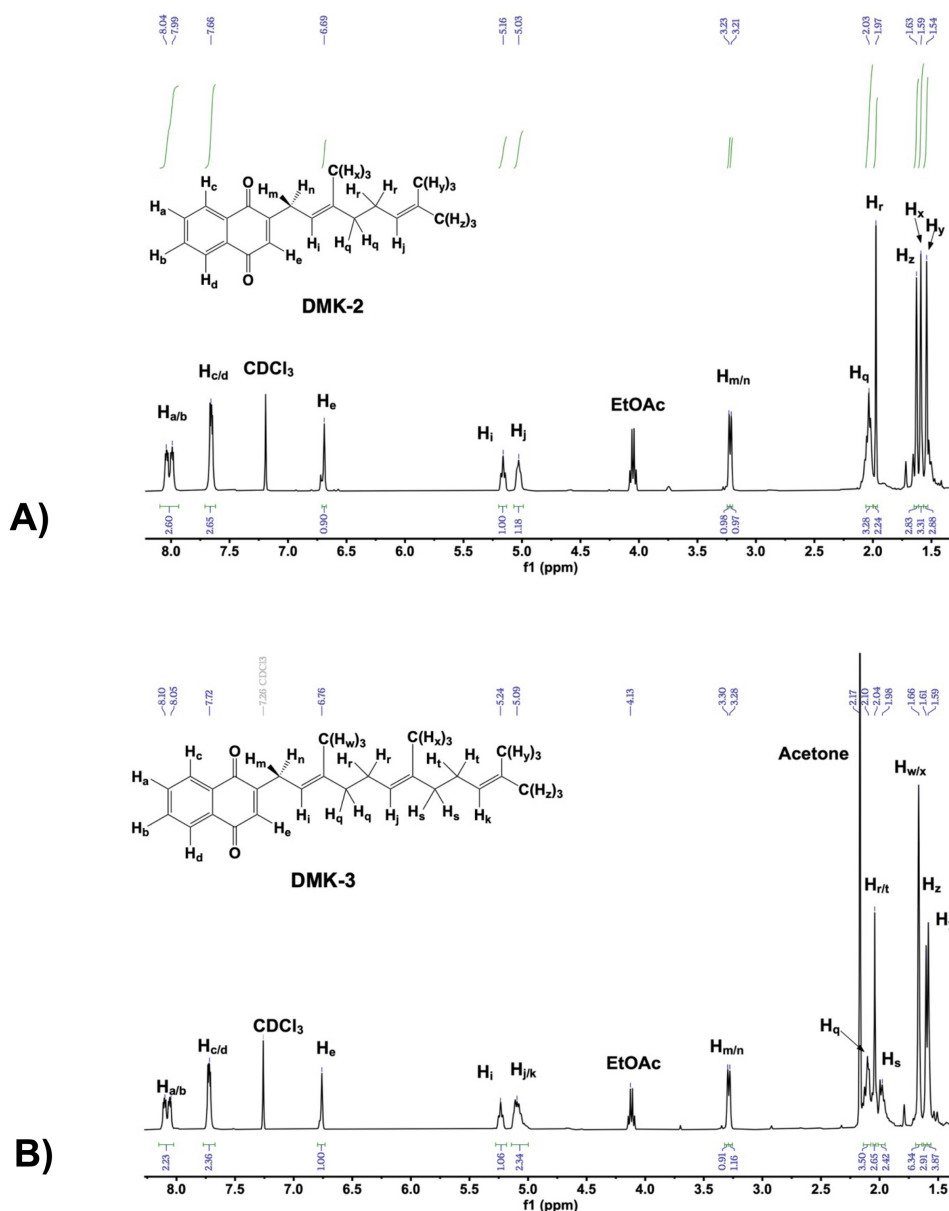 8.04 7.99 7.66 6.69 5.16 5.03 3.23 3.21 2.03 1.97 1.63 1.59 1.54
C(Hx)3
Hm Hn Hr Hr C(Hy)3
Hc O
Ha C(Hz)3
Hi Hq Hq Hj
Hb He
Hd O
DMK-2
Hr Hx Hy
Hz
Hc/d CDCl3 Hm/n Hq
Ha/b He EtOAc
Hi Hj
A)
2.60 2.65 0.90 1.00 1.18 0.98 0.97 3.28 2.24 2.83 3.31 2.88
8.0 7.5 7.0 6.5 6.0 5.5 5.0 4.5 4.0 3.5 3.0 2.5 2.0 1.5
f1 (ppm)
8.10 8.05 7.72 7.26 CDCl3 6.76 5.24 5.09 4.13 3.30 3.28 2.17 2.10 2.04 1.98 1.66 1.61 1.59
C(Hw)3 C(Hx)3
Hm Hn Hr Hr Ht Ht C(Hy)3
Hc O
Ha C(Hz)3
Hi Hq Hq Hj Hs Hs Hk
Hb He
Hd O
DMK-3
Acetone
Hw/x
Hr/t Hz
H
Hq
Hc/d CDCl3 He Hm/n
Ha/b Hi Hj/k EtOAc Hs
B)
2.23 2.36 1.00 1.06 2.34 0.91 1.16 3.50 2.65 2.42 6.34 2.91 3.87
8.0 7.5 7.0 6.5 6.0 5.5 5.0 4.5 4.0 3.5 3.0 2.5 2.0 1.5
f1 (ppm)